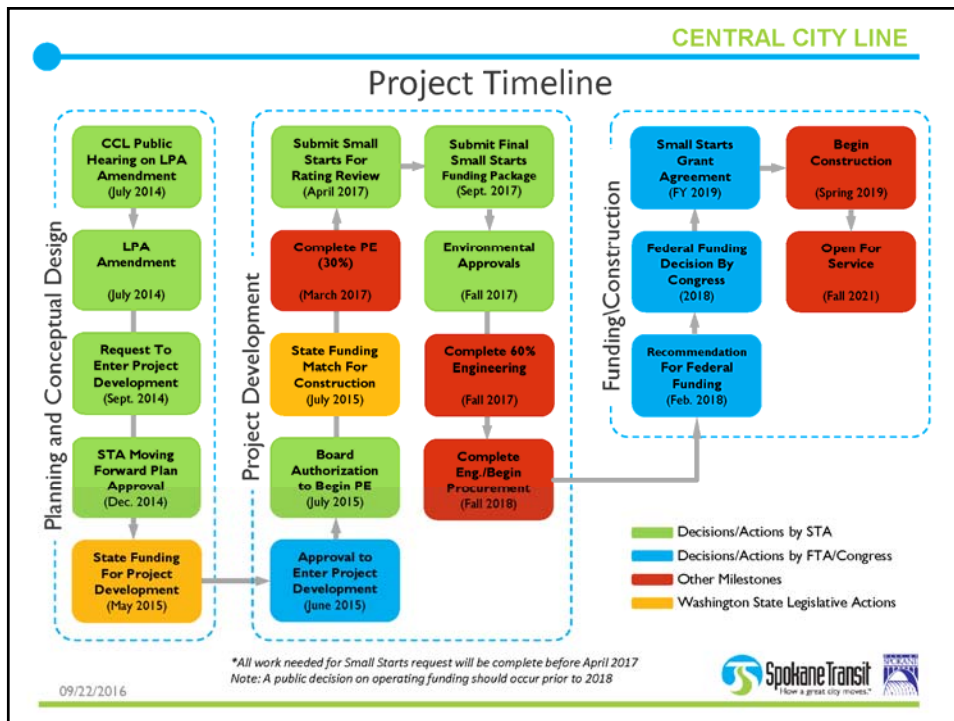 CENTRAL CITY LINE
Project Timeline
Planning and Conceptual Design
CCL Public
Hearing on LPA
Amendment
(July 2014)
LPA
Amendment
(July 2014)
Request To
Enter Project
Development
(Sept. 2014)
STA Moving
Forward Plan
Approval
(Dec. 2014)
State Funding
For Project
Development
(May 2015)
Project Development
Approval to
Enter Project
Development
(June 2015)
Board
Authorization
to Begin PE
(July 2015)
State Funding
Match For
Construction
(July 2015)
Complete PE
(30%)
(March 2017)
Submit Small
Starts For
Rating Review
(April 2017)
Submit Final
Small Starts
Funding Package
(Sept. 2017)
Environmental
Approvals
(Fall 2017)
Complete 60%
Engineering
(Fall 2017)
Complete
Eng./Begin
Procurement
(Fall 2018)
Funding\Construction
Recommendation
For Federal
Funding
(Feb. 2018)
Federal Funding
Decision By
Congress
(2018)
Small Starts
Grant
Agreement
(FY 2019)
Begin
Construction
(Spring 2019)
Open For
Service
(Fall 2021)
Decisions/Actions by STA
Decisions/Actions by FTA/Congress
Other Milestones
Washington State Legislative Actions
*All work needed for Small Starts request will be complete before April 2017
Note: A public decision on operating funding should occur prior to 2018
09/22/2016
SpokaneTransit
How a great city moves.